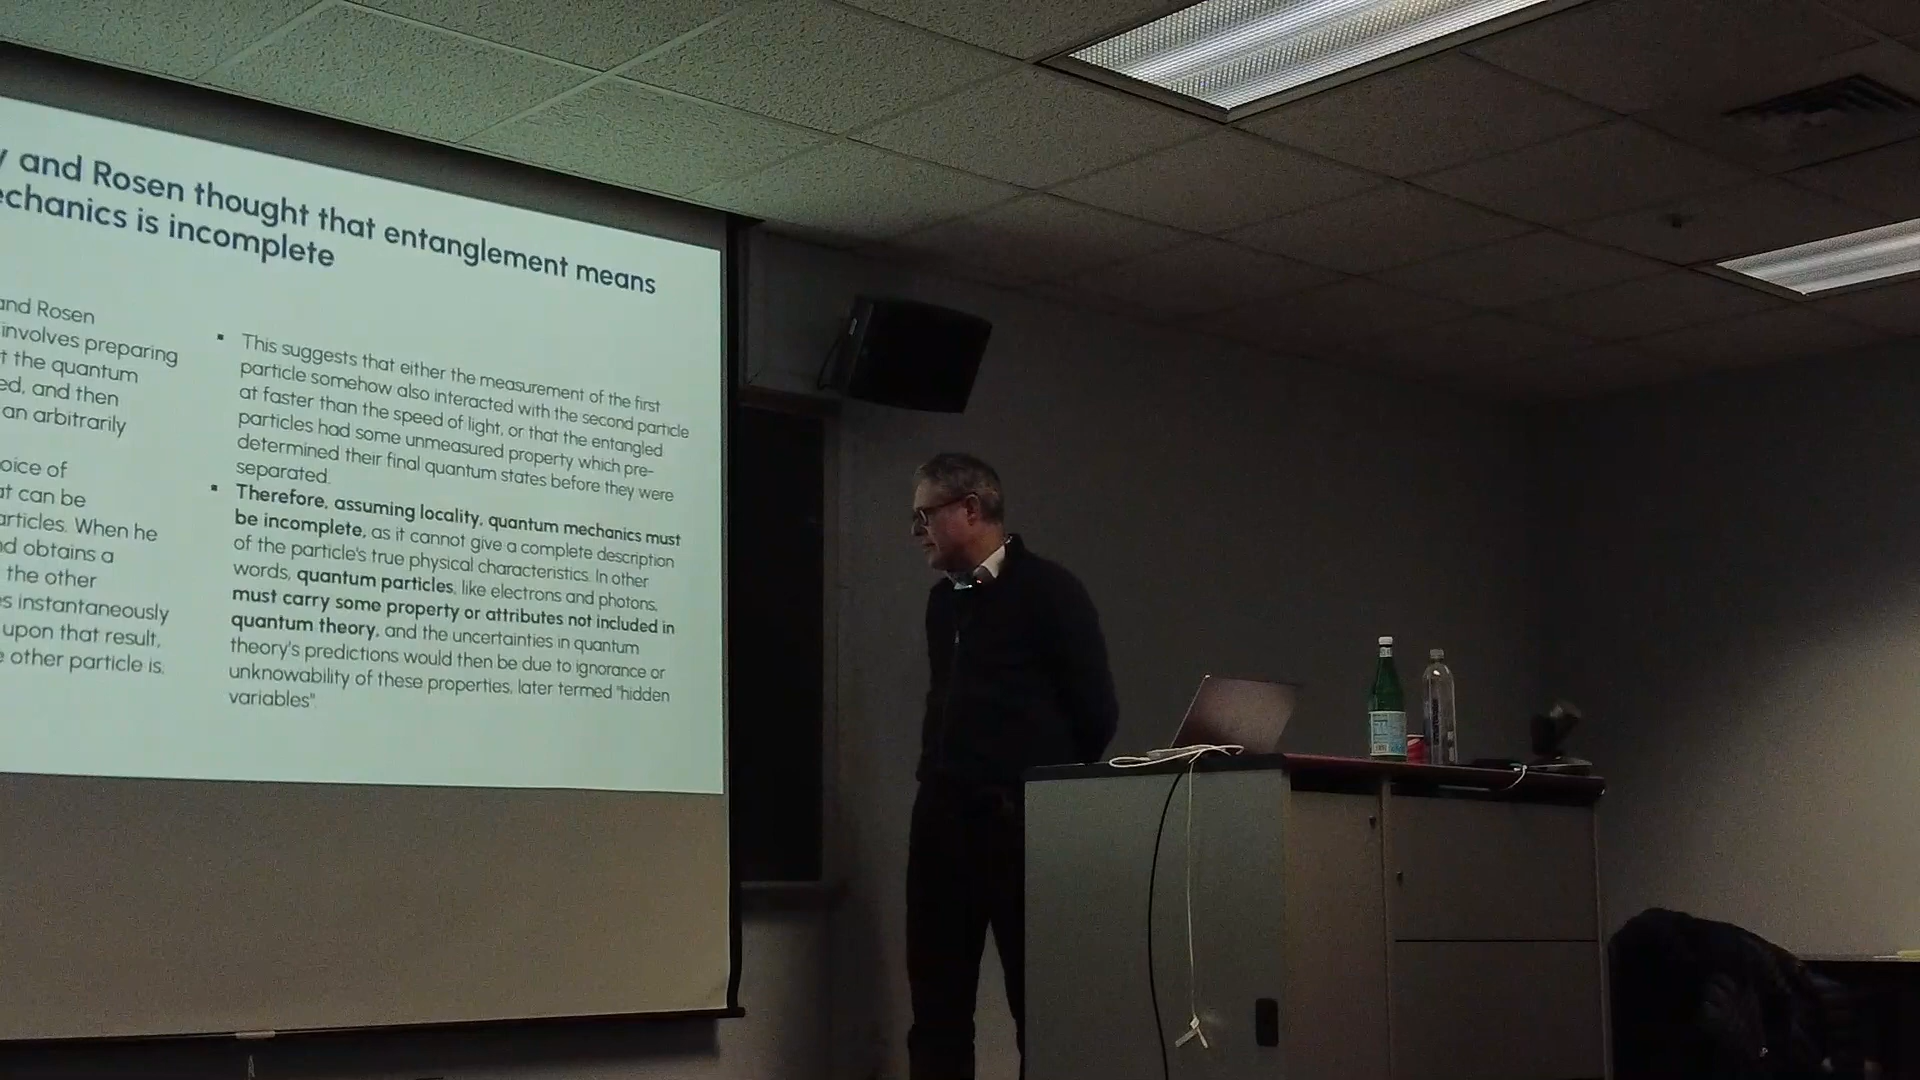 y and Rosen thought that entanglement means
echanics is incomplete
and Rosen
involves preparing
t the quantum
ed, and then
an arbitrarily
oice of
at can be
articles. When he
nd obtains a
the other
es instantaneously
upon that result,
e other particle is.
▪ This suggests that either the measurement of the first
particle somehow also interacted with the second particle
at faster than the speed of light, or that the entangled
particles had some unmeasured property which pre-
determined their final quantum states before they were
separated.
▪ Therefore, assuming locality, quantum mechanics must
be incomplete, as it cannot give a complete description
of the particle's true physical characteristics. In other
words, quantum particles, like electrons and photons,
must carry some property or attributes not included in
quantum theory, and the uncertainties in quantum
theory's predictions would then be due to ignorance or
unknowability of these properties, later termed "hidden
variables".